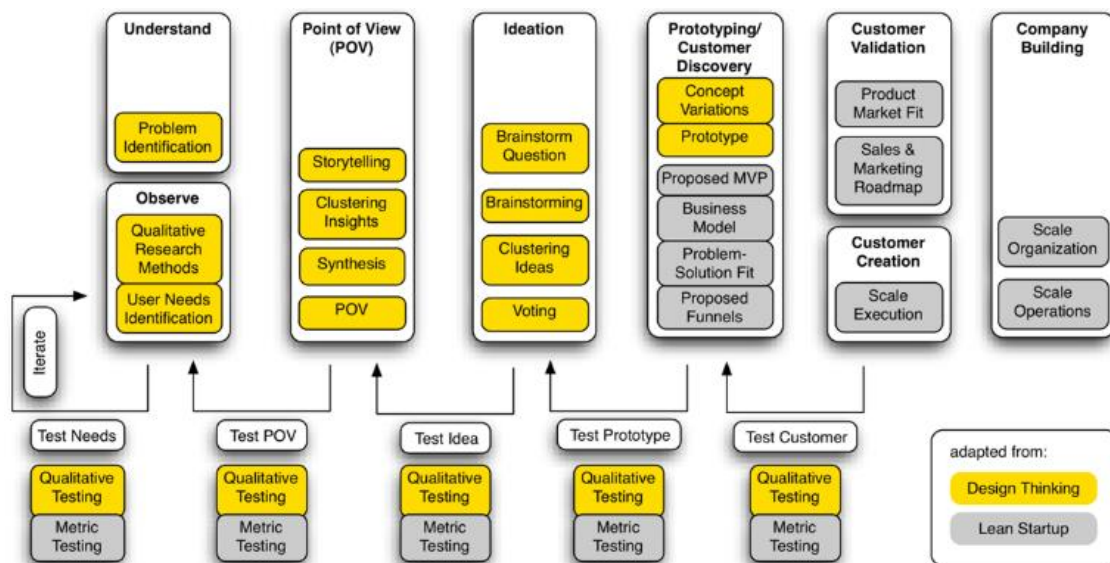 Understand
Problem
Identification
Observe
Qualitative
Research
Methods
User Needs
Identification
Point of View
(POV)
Storytelling
Clustering
Insights
Synthesis
POV
Ideation
Brainstorm
Question
Brainstorming
Clustering
Ideas
Voting
Prototyping/
Customer
Discovery
Concept
Variations
Prototype
Proposed MVP
Business
Model
Problem-
Solution Fit
Proposed
Funnels
Customer
Validation
Product
Market Fit
Sales &
Marketing
Roadmap
Customer
Creation
Scale
Execution
Company
Building
Scale
Organization
Scale
Operations
Iterate
Test Needs
Qualitative
Testing
Metric
Testing
Test POV
Qualitative
Testing
Metric
Testing
Test Idea
Qualitative
Testing
Metric
Testing
Test Prototype
Qualitative
Testing
Metric
Testing
Test Customer
Qualitative
Testing
Metric
Testing
adapted from:
Design Thinking
Lean Startup